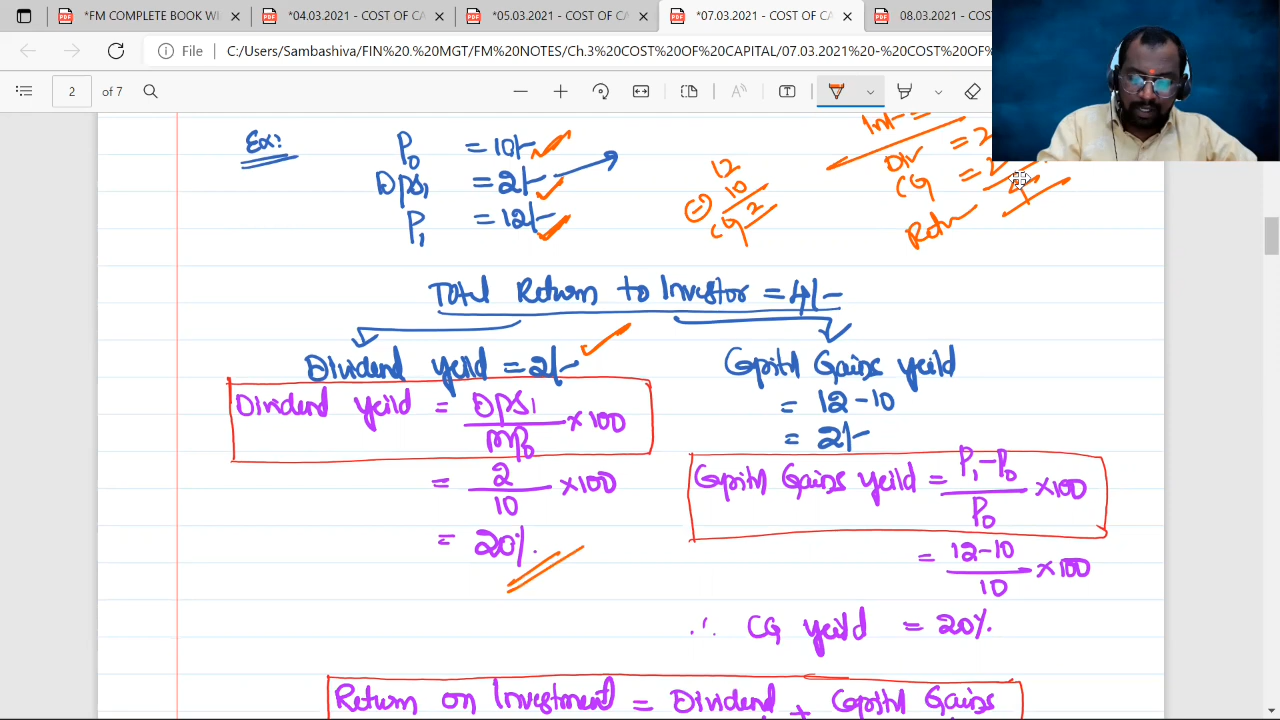 *FM COMPLETE BOOK WI
*04.03.2021 - COST OF CA
*05.03.2021 - COST OF CA
*07.03.2021 - COST OF CA
08.03.2021 - COST O
File C:/Users/Sambashiva/FIN%20.%20MGT/FM%20NOTES/Ch.3%20COST%20OF%20CAPITAL/07.03.2021%20-%20COST%20OF%
2 of 7
Ex:
P0 = 10/-
DPS1 = 2/-
P1 = 12/-
12
(-) 10
CG 2
Int =
Div = 2
CG = 2
Return 4
Total Return to Investor = 4/-
Dividend yeild = 2/-
Dividend yeild = DPS1 / MP0 × 100
= 2 / 10 × 100
= 20%.
Capital Gains yeild
= 12 - 10
= 2/-
Capital Gains yeild = P1 - P0 / P0 × 100
= 12 - 10 / 10 × 100
∴ CG yeild = 20%.
Return on Investment = Dividend + Capital Gains